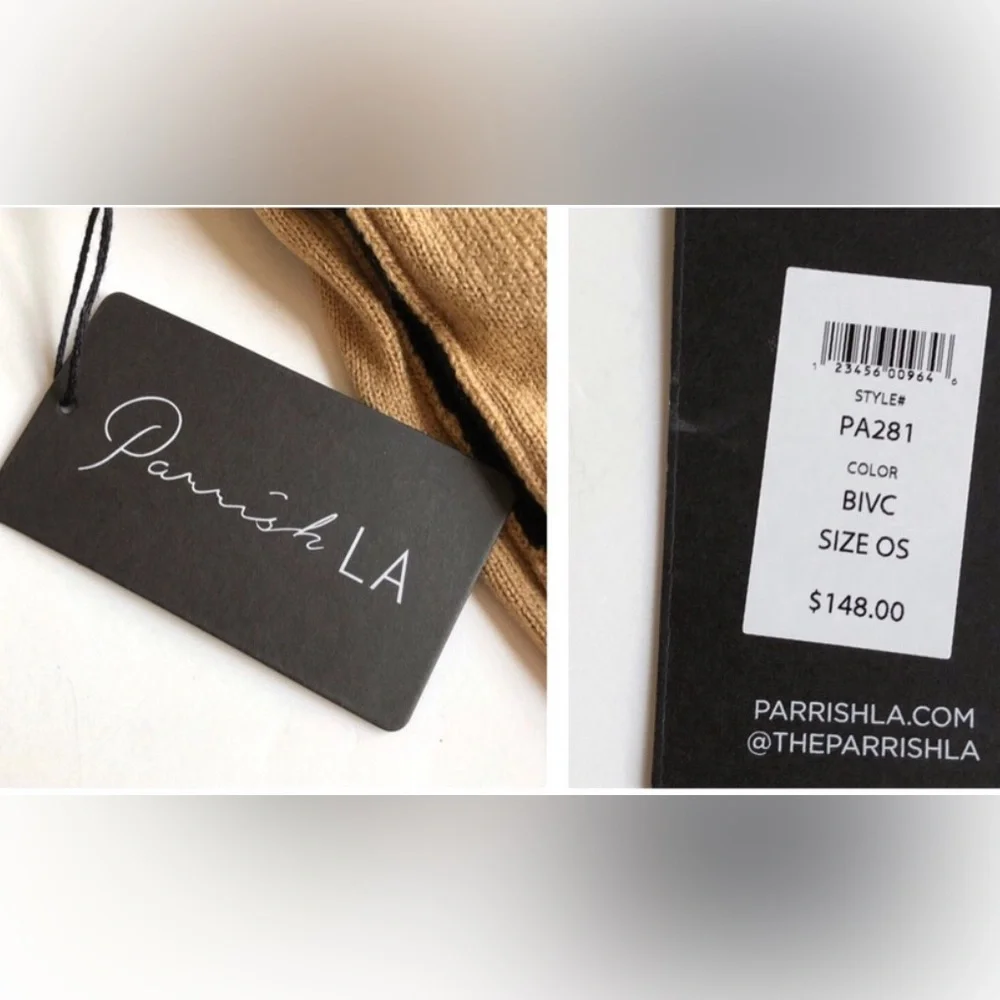 Parrish LA
1 23456 00964 6
STYLE#
PA281
COLOR
BIVC
SIZE OS
$148.00
PARRISHLA.COM
@THEPARRISHLA